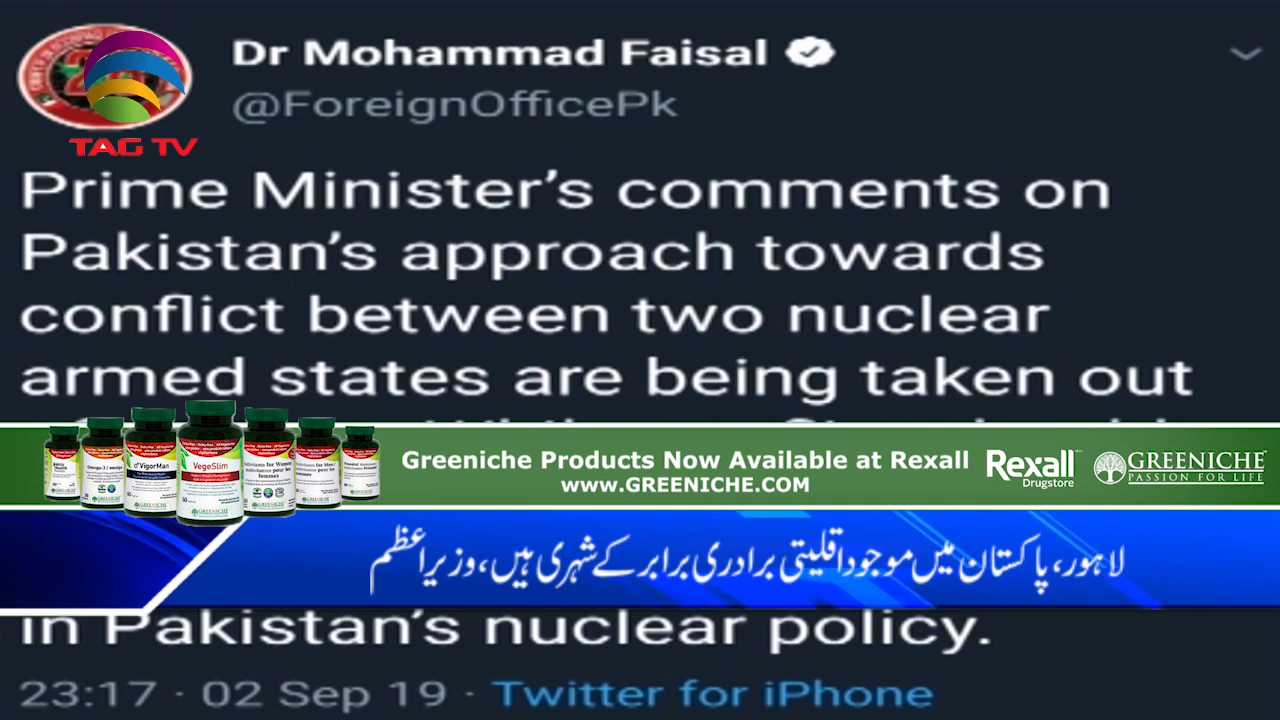 Dr Mohammad Faisal
@ForeignOfficePk
TAG TV
Prime Minister's comments on
Pakistan's approach towards
conflict between two nuclear
armed states are being taken out
VigorMan
VegeSlim
GREENICHE
Greeniche Products Now Available at Rexall
www.GREENICHE.COM
Rexall
Drugstore
GREENICHE
PASSION FOR LIFE
لاہور، پاکستان میں موجود اقلیتی برادری برابر کے شہری ہیں، وزیراعظم
in Pakistan's nuclear policy.
23:17 · 02 Sep 19 · Twitter for iPhone